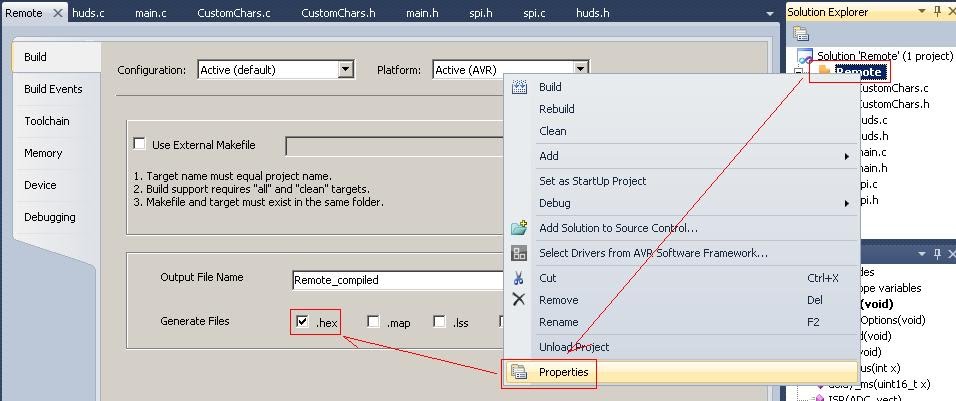 Remote huds.c main.c CustomChars.c CustomChars.h main.h spi.h spi.c huds.h
Build
Build Events
Toolchain
Memory
Device
Debugging
Configuration: Active (default) Platform: Active (AVR)
Use External Makefile
1. Target name must equal project name.
2. Build support requires "all" and "clean" targets.
3. Makefile and target must exist in the same folder.
Output File Name Remote_compiled
Generate Files .hex .map .lss
Build
Rebuild
Clean
Add
Set as StartUp Project
Debug
Add Solution to Source Control...
Select Drivers from AVR Software Framework...
Cut Ctrl+X
Remove Del
Rename F2
Unload Project
Properties
Solution Explorer
Solution 'Remote' (1 project)
Remote
CustomChars.c
CustomChars.h
huds.c
huds.h
main.c
spi.c
spi.h
des
ope variables
(void)
Options(void)
d(void)
(void)
us(int x)
_ms(uint16_t x)
ISR(ADC_vect)